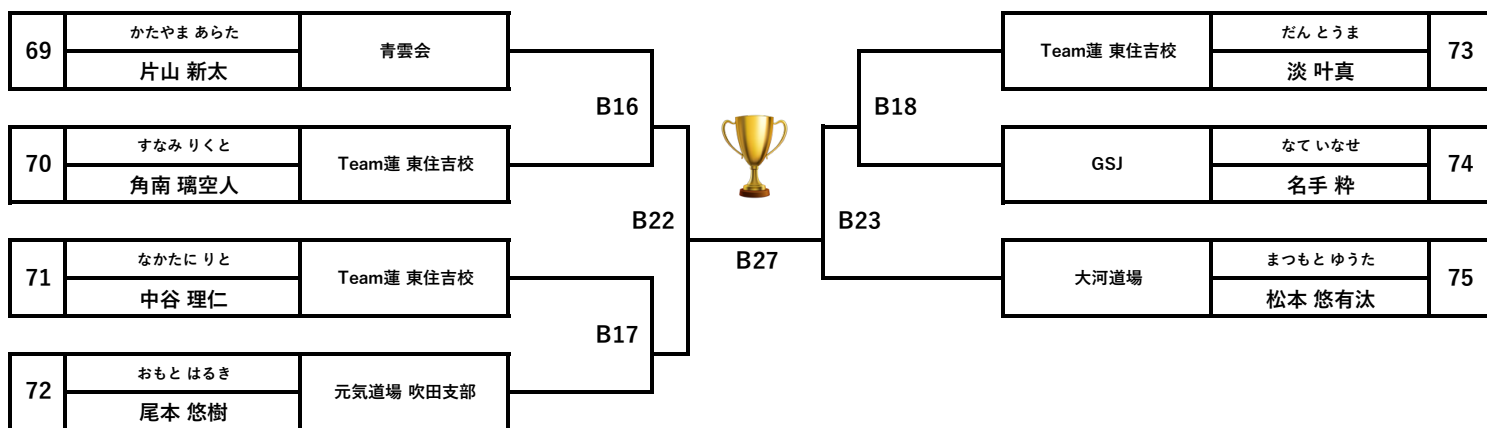 69
かたやま あらた
片山 新太
青雲会
70
すなみ りくと
角南 璃空人
Team蓮 東住吉校
71
なかたに りと
中谷 理仁
Team蓮 東住吉校
72
おもと はるき
尾本 悠樹
元気道場 吹田支部
B16
B17
B22
B27
B18
B23
Team蓮 東住吉校
だん とうま
淡 叶真
73
GSJ
なて いなせ
名手 粋
74
大河道場
まつもと ゆうた
松本 悠有汰
75